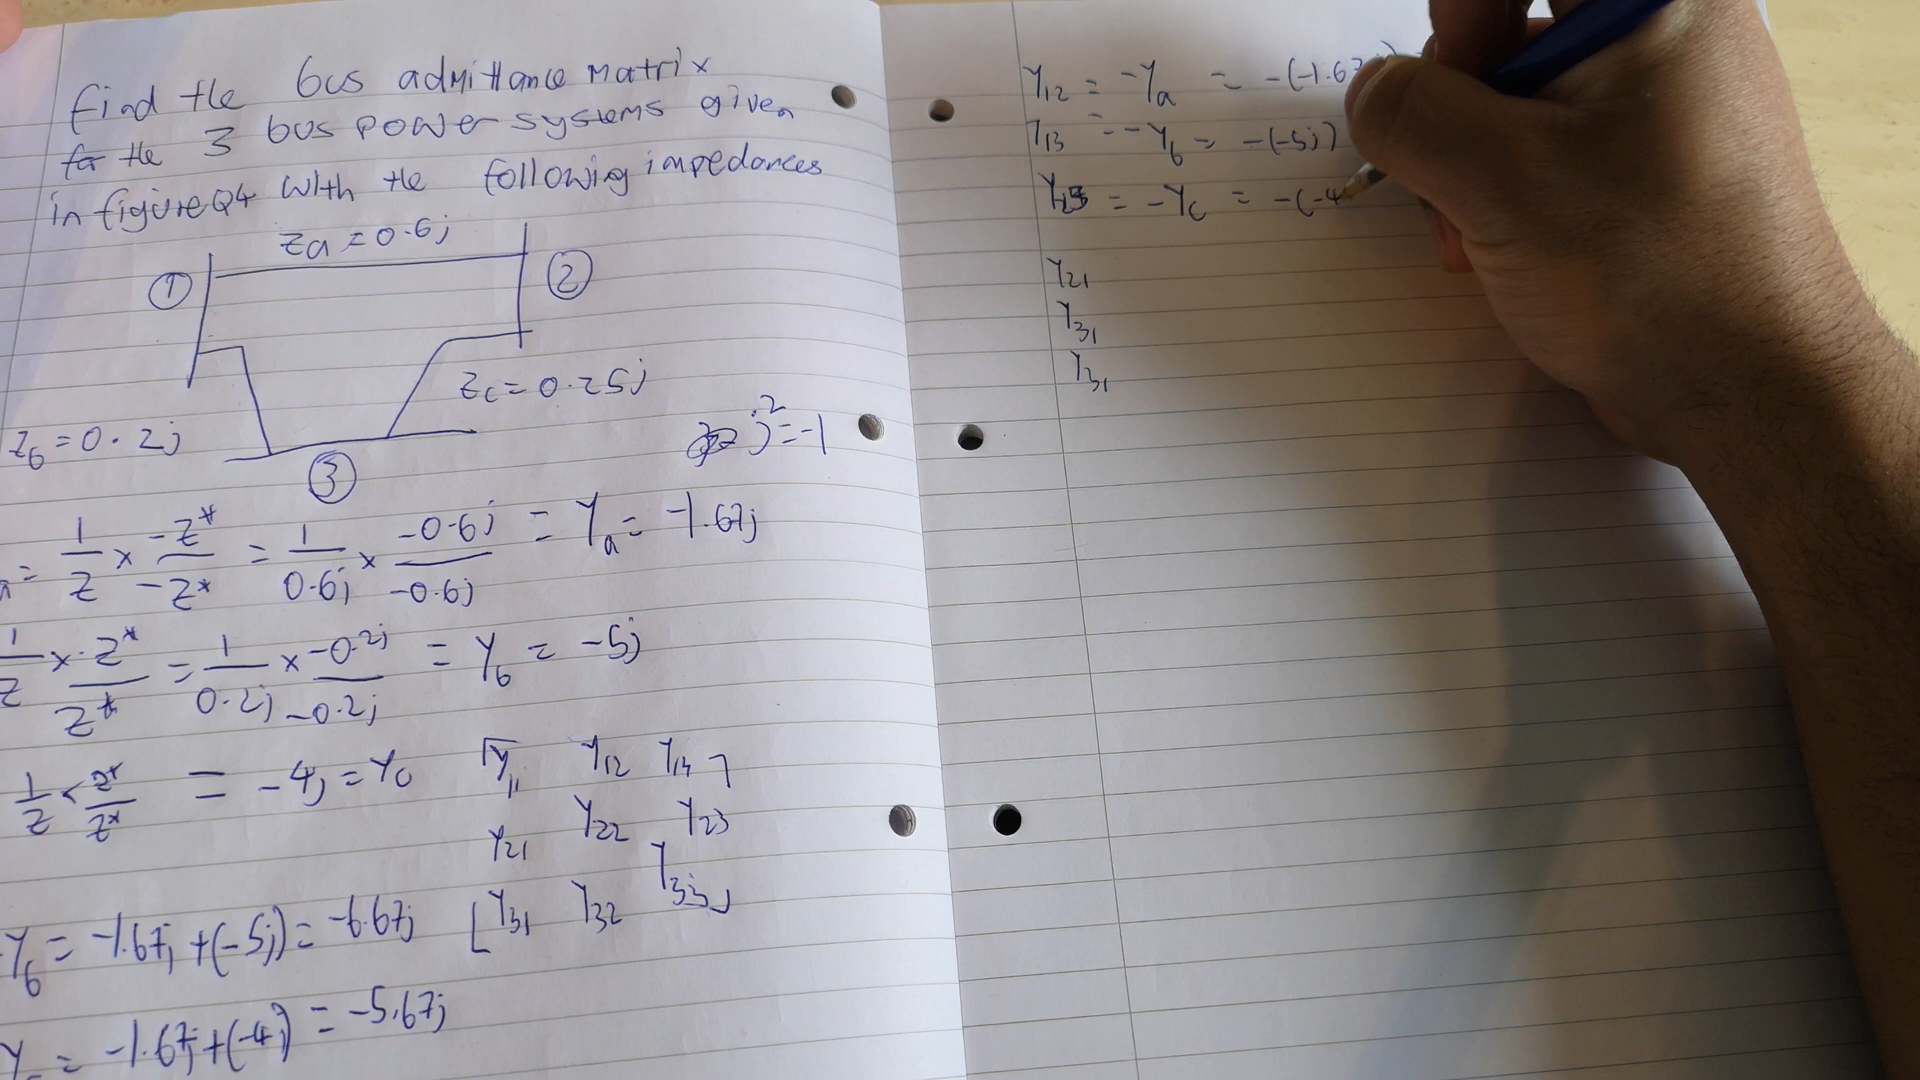 find the bus admittance Matrix
for the 3 bus power systems given
in figure Q4 with the following impedances
Za = 0.6j
① ②
Zc = 0.25j
Zb = 0.2j
③
j² = -1
= 1/Z × -Z*/-Z* = 1/0.6j × -0.6j/-0.6j = Ya = -1.67j
1/Z × -Z*/Z* = 1/0.2j × -0.2j/-0.2j = Yb = -5j
1/Z × Z*/Z* = -4j = Yc
Y11 Y12 Y13
Y21 Y22 Y23
Y31 Y32 Y33
Yb = -1.67j + (-5j) = -6.67j
Y = -1.67j + (-4j) = -5.67j
Y12 = -Ya = -(-1.67
Y13 = -Yb = -(-5j)
Y23 = -Yc = -(-4
Y21
Y31
Y31